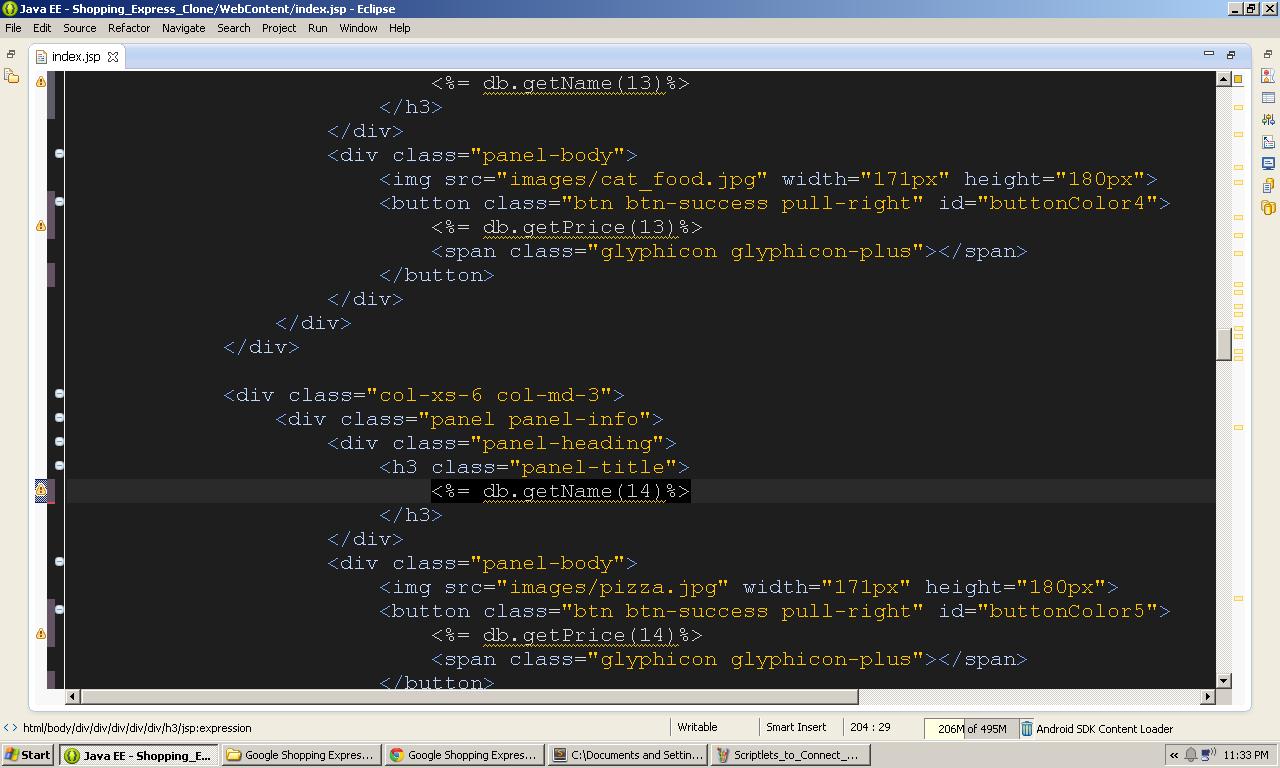 Java EE - Shopping_Express_Clone/WebContent/index.jsp - Eclipse
File Edit Source Refactor Navigate Search Project Run Window Help
index.jsp
<%= db.getName(13)%>
</h3>
</div>
<div class="panel-body">
<img src="images/cat_food.jpg" width="171px" height="180px">
<button class="btn btn-success pull-right" id="buttonColor4">
<%= db.getPrice(13)%>
<span class="glyphicon glyphicon-plus"></span>
</button>
</div>
</div>
</div>
<div class="col-xs-6 col-md-3">
<div class="panel panel-info">
<div class="panel-heading">
<h3 class="panel-title">
<%= db.getName(14)%>
</h3>
</div>
<div class="panel-body">
<img src="images/pizza.jpg" width="171px" height="180px">
<button class="btn btn-success pull-right" id="buttonColor5">
<%= db.getPrice(14)%>
<span class="glyphicon glyphicon-plus"></span>
</button>
html/body/div/div/div/div/div/h3/jsp:expression Writable Smart Insert 204 : 29 206M of 495M Android SDK Content Loader
Start Java EE - Shopping_E... Google Shopping Expres... Google Shopping Expres... C:\Documents and Settin... Scriptlets_to_Connect_... « 11:33 PM